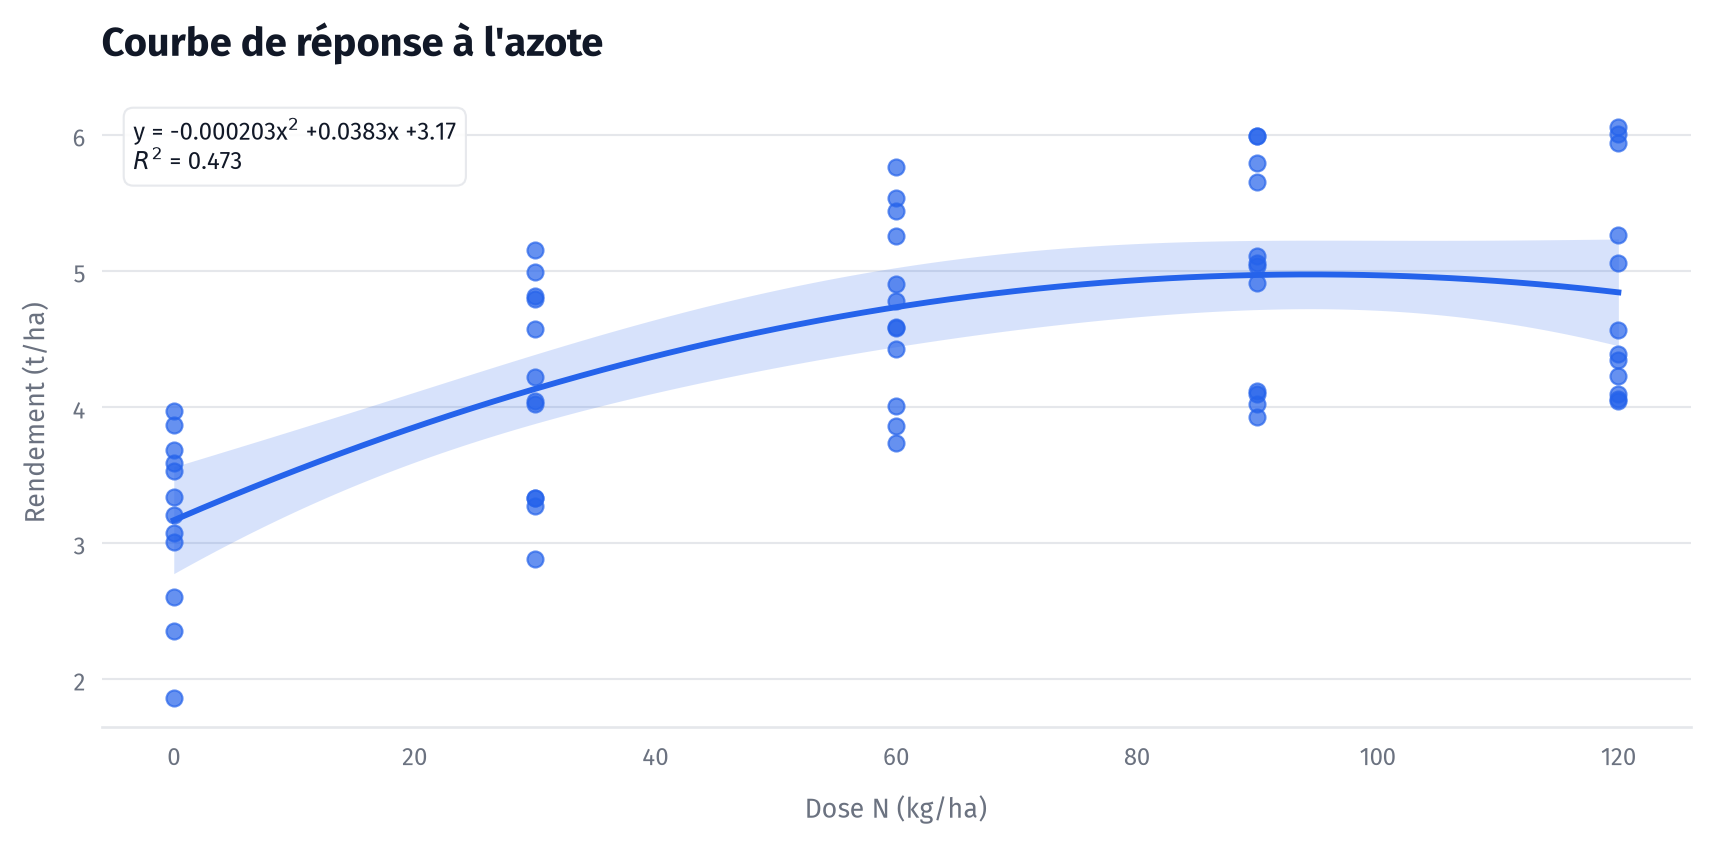 Courbe de réponse à l'azote
y = -0.000203x² +0.0383x +3.17
R² = 0.473
6
5
4
3
2
Rendement (t/ha)
0 20 40 60 80 100 120
Dose N (kg/ha)